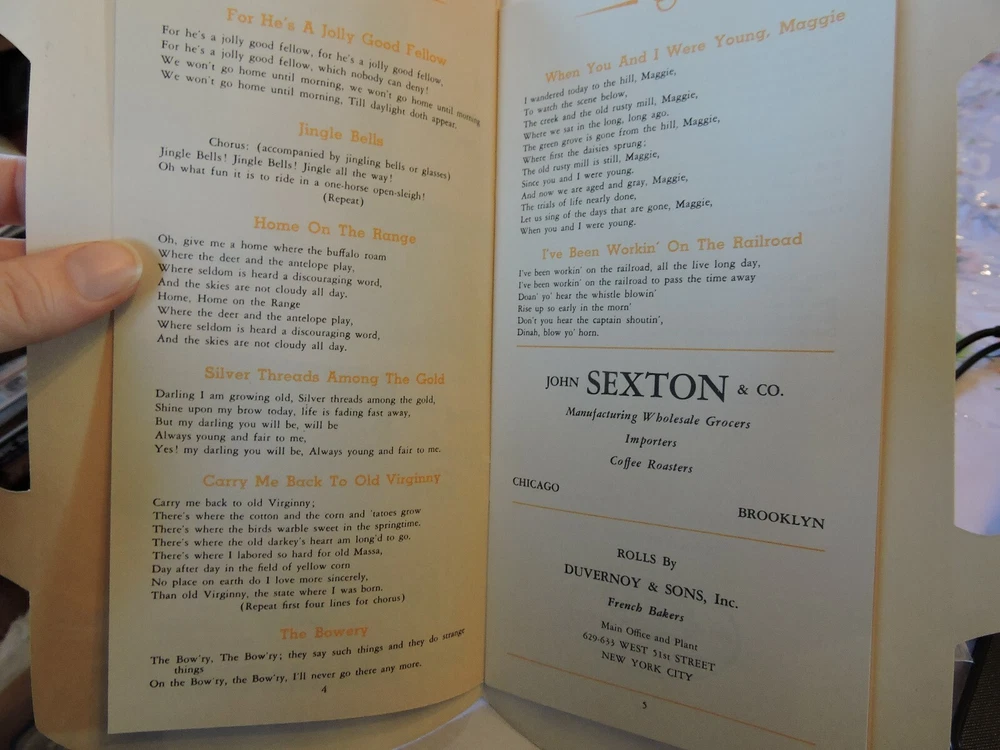 For He's A Jolly Good Fellow
For he's a jolly good fellow, for he's a jolly good fellow,
For he's a jolly good fellow, which nobody can deny!
We won't go home until morning, we won't go home until morning
We won't go home until morning, Till daylight doth appear.
Jingle Bells
Chorus: (accompanied by jingling bells or glasses)
Jingle Bells! Jingle Bells! Jingle all the way!
Oh what fun it is to ride in a one-horse open-sleigh!
(Repeat)
Home On The Range
Oh, give me a home where the buffalo roam
Where the deer and the antelope play,
Where seldom is heard a discouraging word,
And the skies are not cloudy all day.
Home, Home on the Range
Where the deer and the antelope play,
Where seldom is heard a discouraging word,
And the skies are not cloudy all day.
Silver Threads Among The Gold
Darling I am growing old, Silver threads among the gold,
Shine upon my brow today, life is fading fast away,
But my darling you will be, will be
Always young and fair to me,
Yes! my darling you will be, Always young and fair to me.
Carry Me Back To Old Virginny
Carry me back to old Virginny;
There's where the cotton and the corn and 'tatoes grow
There's where the birds warble sweet in the springtime.
There's where the old darkey's heart am long'd to go.
There's where I labored so hard for old Massa,
Day after day in the field of yellow corn
No place on earth do I love more sincerely,
Than old Virginny, the state where I was born.
(Repeat first four lines for chorus)
The Bowery
The Bow'ry, The Bow'ry; they say such things and they do strange
things
On the Bow'ry, the Bow'ry, I'll never go there any more.
4
When You And I Were Young, Maggie
I wandered today to the hill, Maggie,
To watch the scene below,
The creek and the old rusty mill, Maggie,
Where we sat in the long, long ago.
The green grove is gone from the hill, Maggie,
Where first the daisies sprung;
The old rusty mill is still, Maggie,
Since you and I were young.
And now we are aged and gray, Maggie,
The trials of life nearly done,
Let us sing of the days that are gone, Maggie,
When you and I were young.
I've Been Workin' On The Railroad
I've been workin' on the railroad, all the live long day,
I've been workin' on the railroad to pass the time away
Doan' yo' hear the whistle blowin'
Rise up so early in the morn'
Don't you hear the captain shoutin',
Dinah, blow yo' horn.
JOHN SEXTON & CO.
Manufacturing Wholesale Grocers
Importers
Coffee Roasters
CHICAGO
BROOKLYN
ROLLS By
DUVERNOY & SONS, Inc.
French Bakers
Main Office and Plant
629-633 WEST 51st STREET
NEW YORK CITY
5